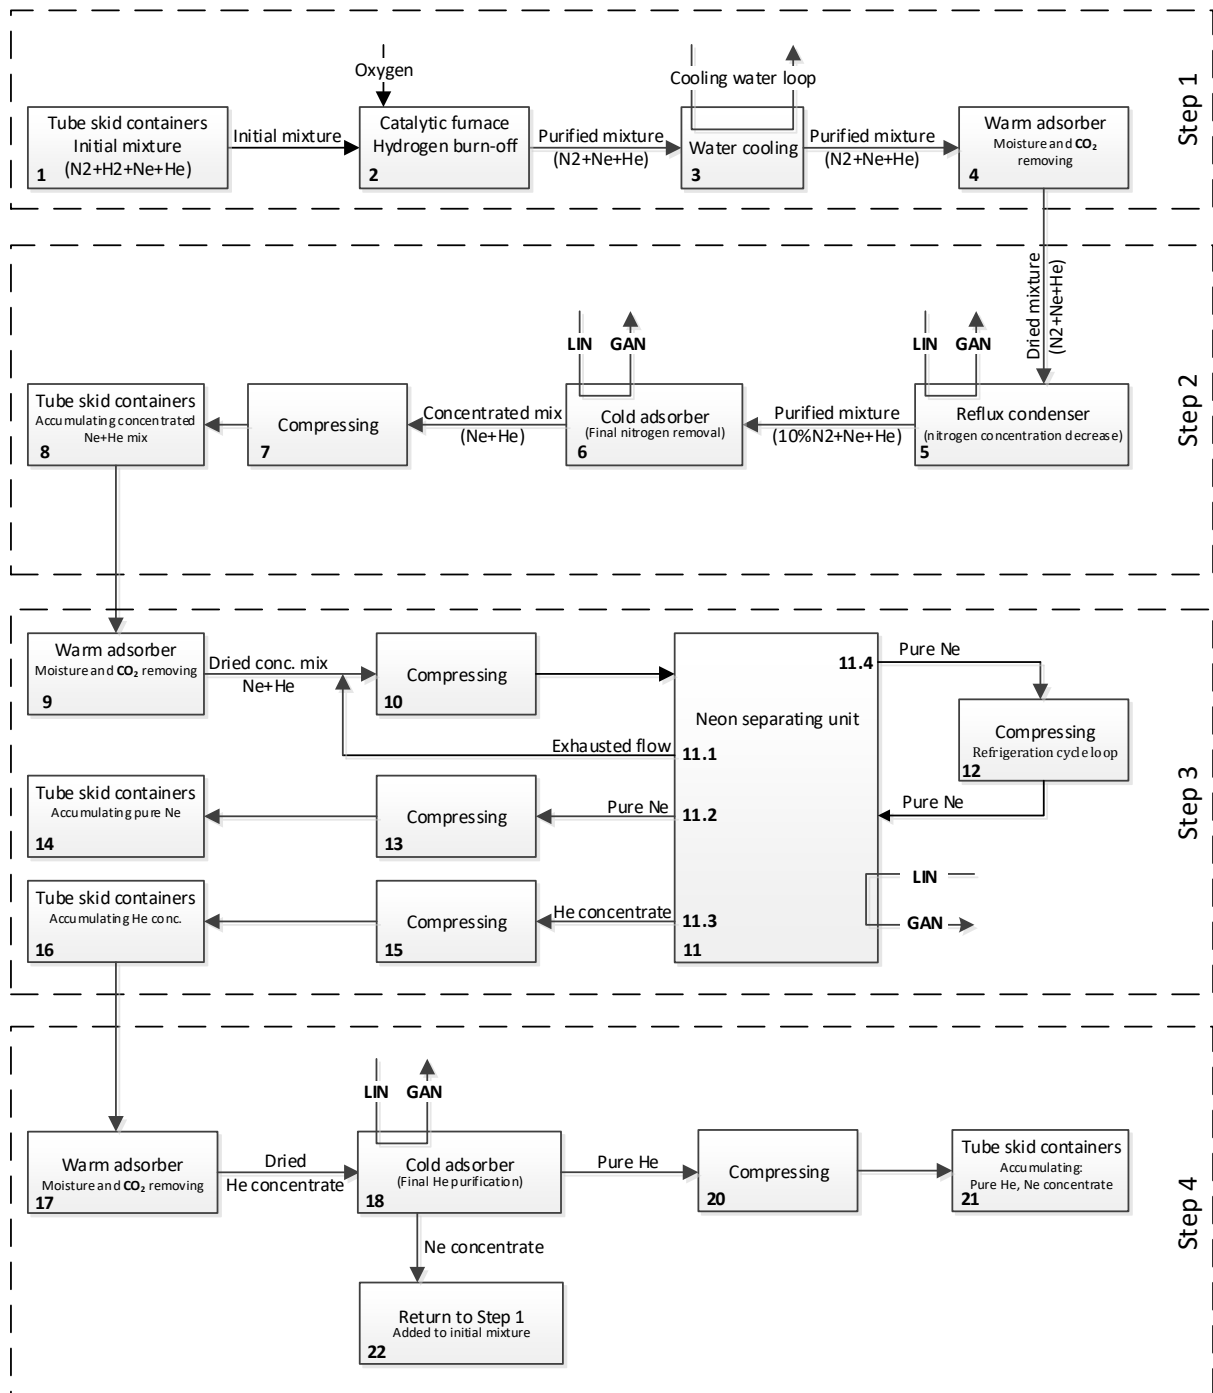 Step 1
Oxygen
Cooling water loop
Tube skid containers
Initial mixture
(N2+H2+Ne+He)
1
Initial mixture
Catalytic furnace
Hydrogen burn-off
2
Purified mixture
(N2+Ne+He)
Water cooling
3
Purified mixture
(N2+Ne+He)
Warm adsorber
Moisture and CO₂
removing
4
Dried mixture
(N2+Ne+He)
Step 2
LIN
GAN
LIN
GAN
Tube skid containers
Accumulating concentrated
Ne+He mix
8
Compressing
7
Concentrated mix
(Ne+He)
Cold adsorber
(Final nitrogen removal)
6
Purified mixture
(10%N2+Ne+He)
Reflux condenser
(nitrogen concentration decrease)
5
Step 3
Warm adsorber
Moisture and CO₂ removing
9
Dried conc. mix
Ne+He
Compressing
10
11.4
Pure Ne
Neon separating unit
Compressing
Refrigeration cycle loop
12
Exhausted flow
11.1
Pure Ne
Tube skid containers
Accumulating pure Ne
14
Compressing
13
Pure Ne
11.2
LIN
GAN
Tube skid containers
Accumulating He conc.
16
Compressing
15
He concentrate
11.3
11
Step 4
LIN
GAN
Warm adsorber
Moisture and CO₂ removing
17
Dried
He concentrate
Cold adsorber
(Final He purification)
18
Pure He
Compressing
20
Tube skid containers
Accumulating:
Pure He, Ne concentrate
21
Ne concentrate
Return to Step 1
Added to initial mixture
22